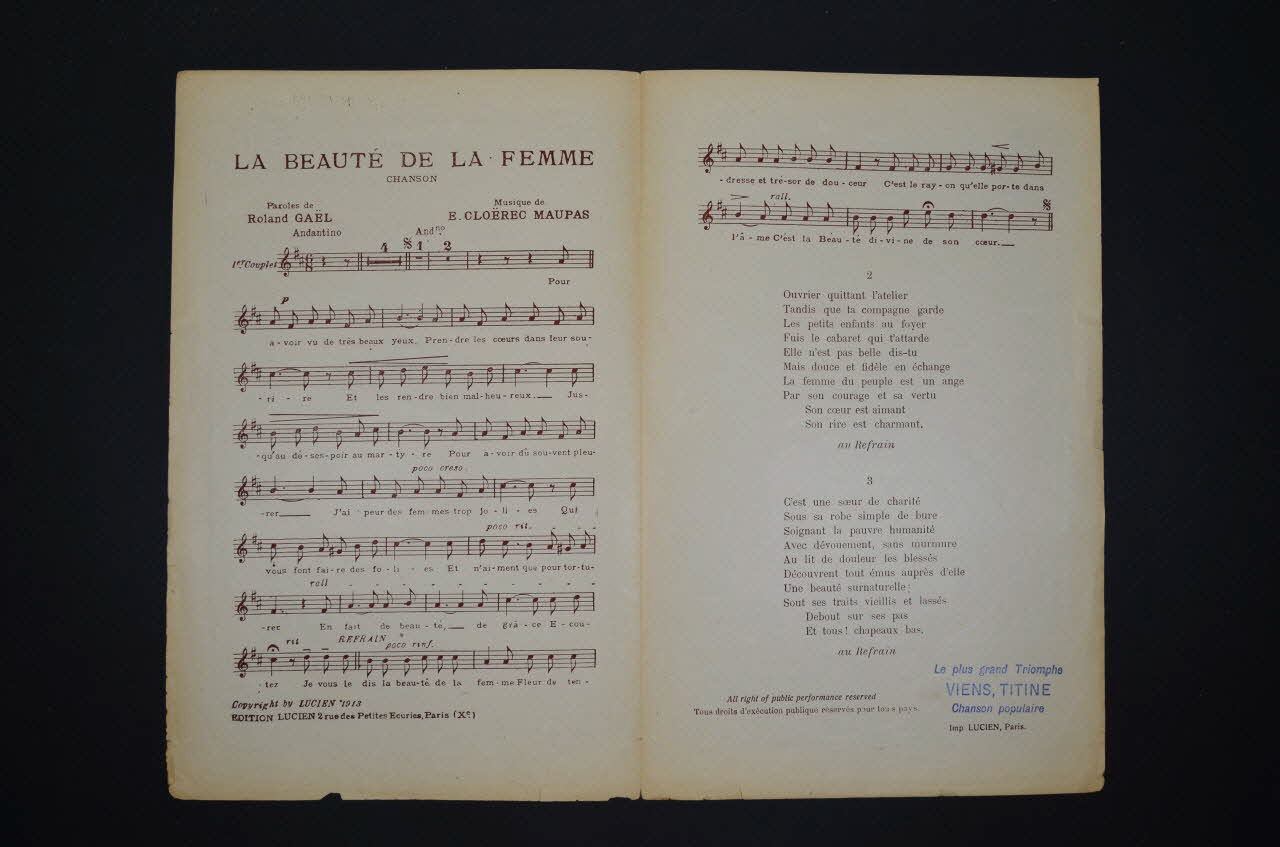 LA BEAUTÉ DE LA FEMME
CHANSON
Paroles de
Roland GAËL
Musique de
E. CLOËREC MAUPAS
Andantino
Andno.
1er Couplet
4 1 2
Pour
p
a-voir vu de très beaux yeux. Pren-dre les cœurs dans leur sou-
-ri - re Et les ren-dre bien mal-heu-reux. Jus-
-qu'au dé-ses-poir au mar-ty-re Pour a-voir dû sou-vent pleu-
poco cresc.
-rer J'ai peur des fem mes trop jo-li-es Qui
poco rit.
vous font fai-re des fo-li-es Et n'ai-ment que pour tor-tu-
rall
-rer En fait de beau-té, de grâ-ce E-cou-
rit REFRAIN
poco rinf.
-tez Je vous le dis la beau-té de la fem-me Fleur de ten-
Copyright by LUCIEN 1913
EDITION LUCIEN 2 rue des Petites Ecuries, Paris (Xe)
-dresse et tré-sor de dou-ceur C'est le ray-on qu'elle por-te dans
rall.
l'â-me C'est la Beau-té di-vi-ne de son cœur.
2
Ouvrier quittant l'atelier
Tandis que ta compagne garde
Les petits enfants au foyer
Fuis le cabaret qui t'attarde
Elle n'est pas belle dis-tu
Mais douce et fidèle en échange
La femme du peuple est un ange
Par son courage et sa vertu
Son cœur est aimant
Son rire est charmant.
au Refrain
3
C'est une sœur de charité
Sous sa robe simple de bure
Soignant la pauvre humanité
Avec dévouement, sans murmure
Au lit de douleur les blessés
Découvrent tout émus auprès d'elle
Une beauté surnaturelle;
Sout ses traits vieillis et lassés
Debout sur ses pas
Et tous! chapeaux bas.
au Refrain
All right of public performance reserved
Tous droits d'exécution publique réservés pour tous pays.
Le plus grand Triomphe
VIENS, TITINE
Chanson populaire
Imp. LUCIEN, Paris.